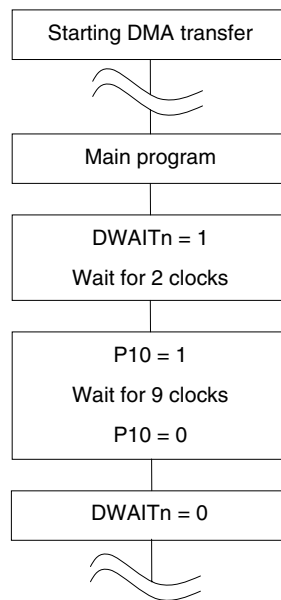 Starting DMA transfer
Main program
DWAITn = 1
Wait for 2 clocks
P10 = 1
Wait for 9 clocks
P10 = 0
DWAITn = 0